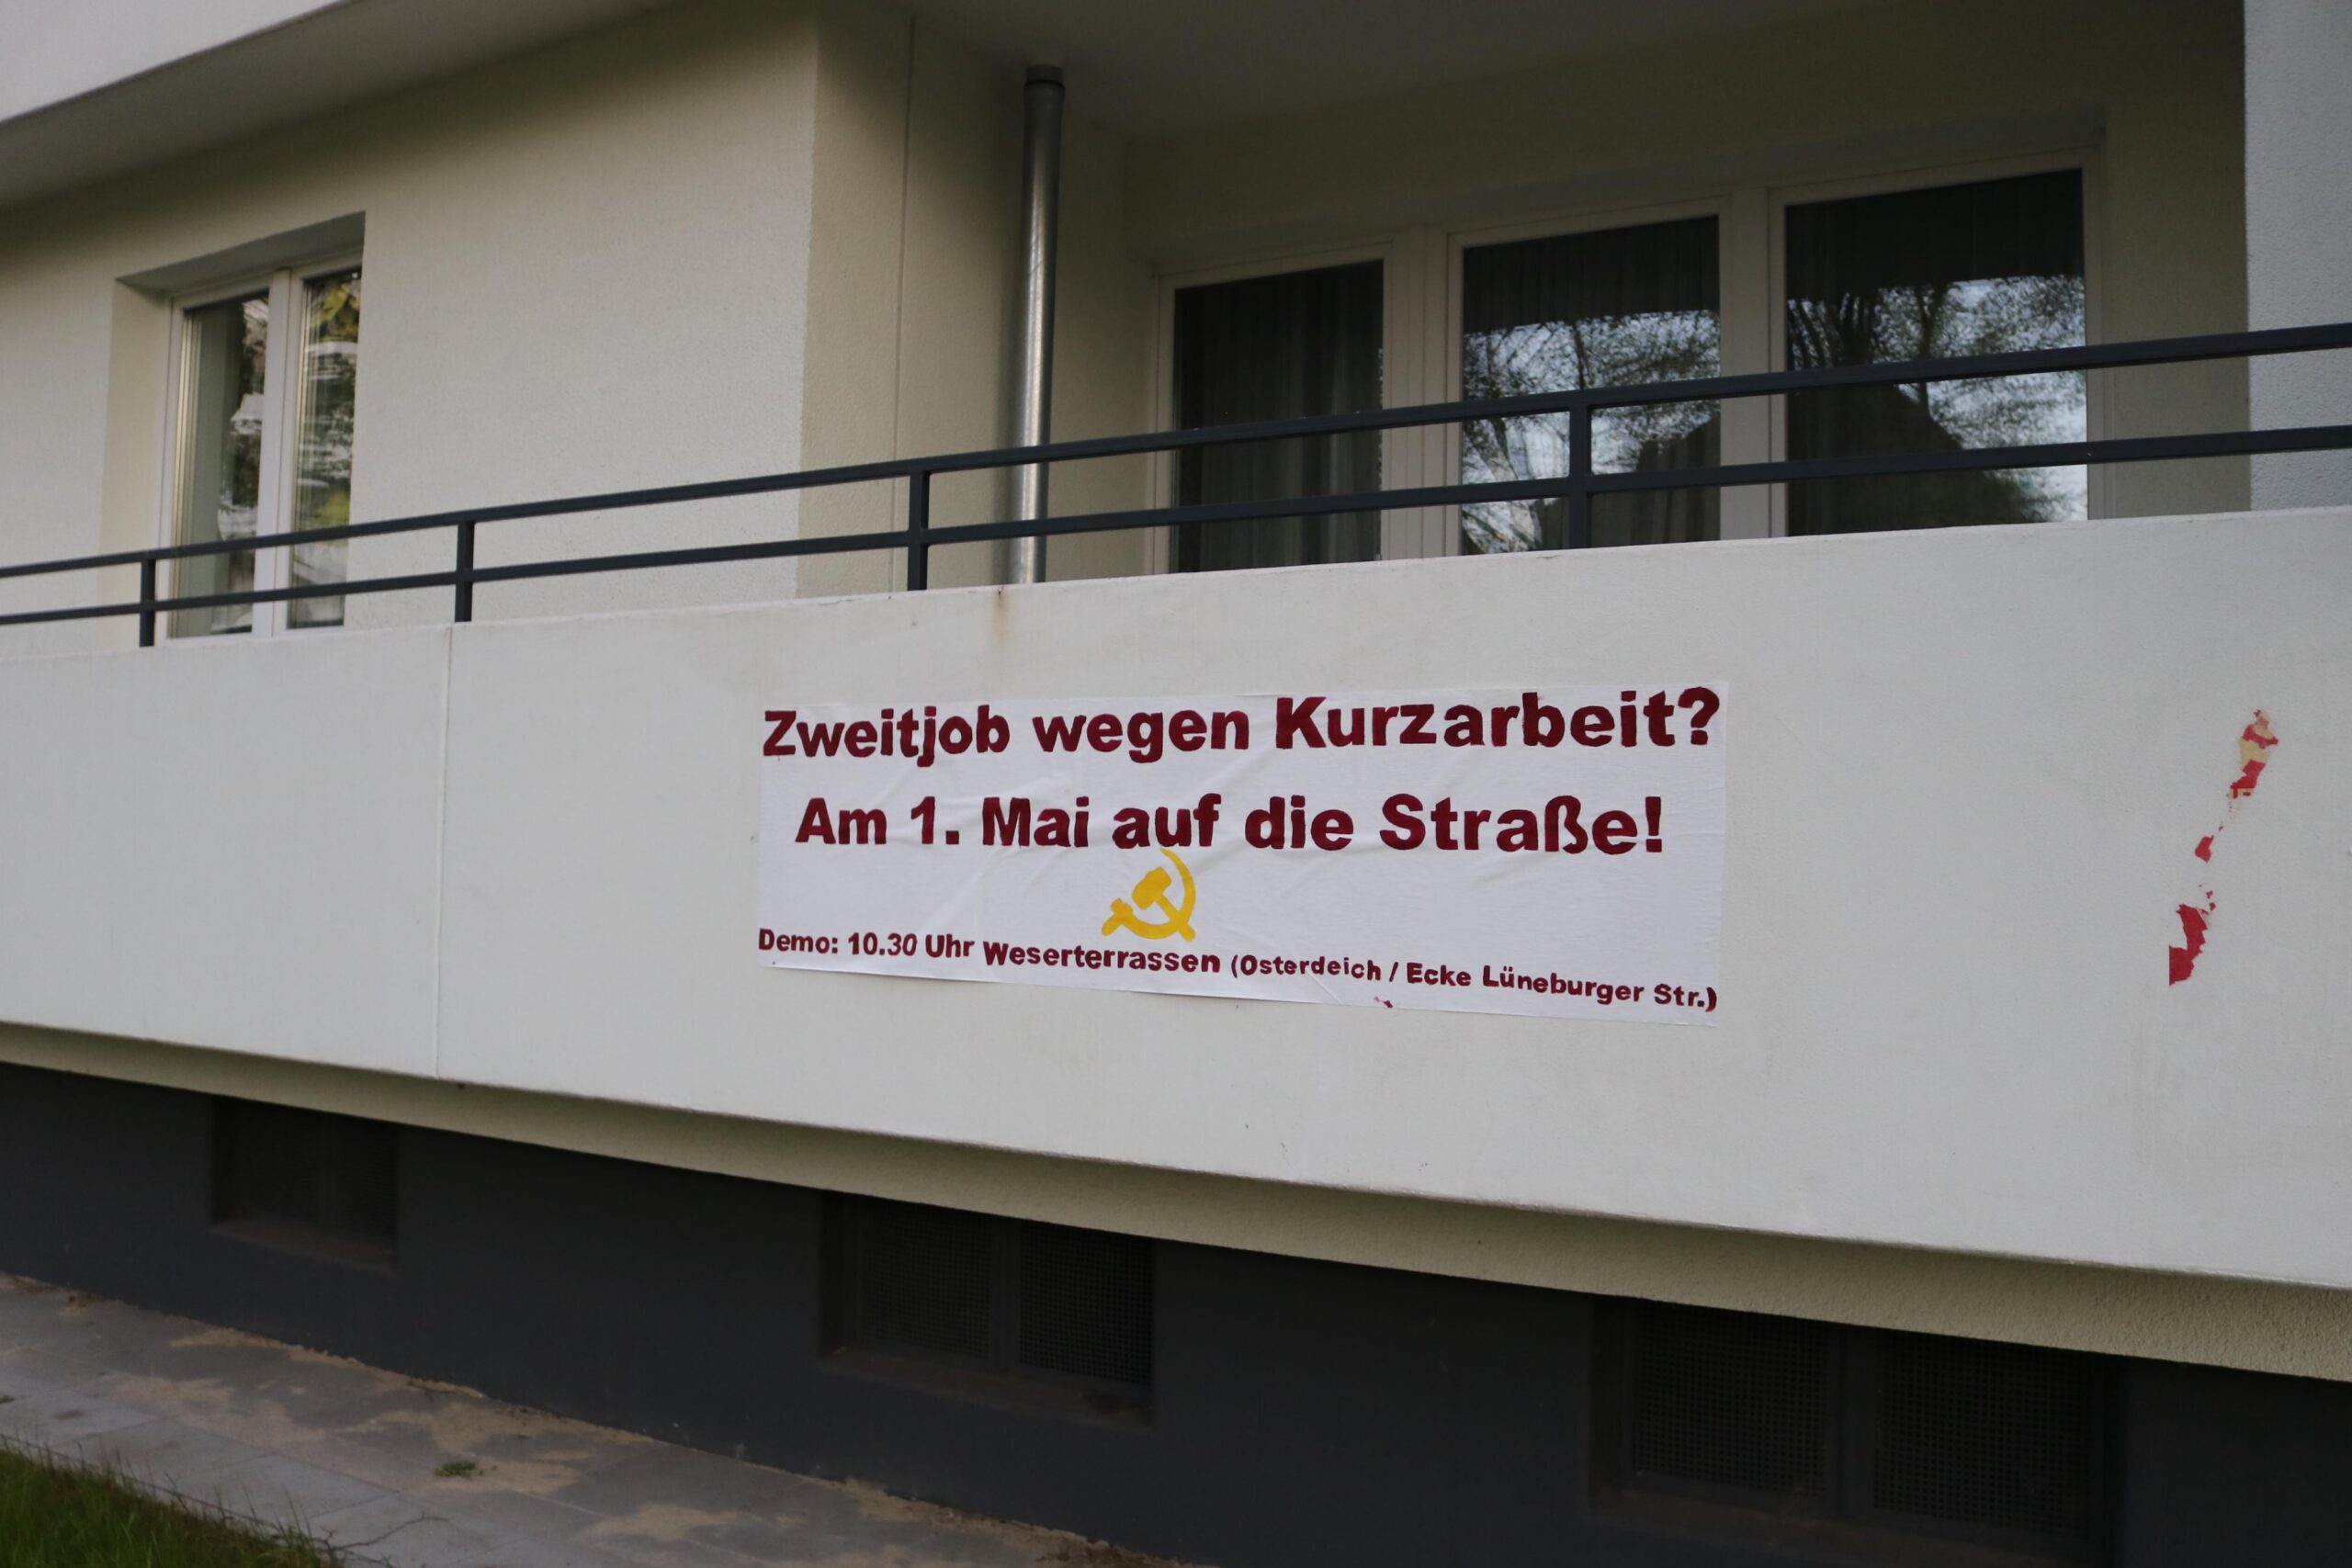 Zweitjob wegen Kurzarbeit?
Am 1. Mai auf die Straße!
Demo: 10.30 Uhr Weserterrassen (Osterdeich / Ecke Lüneburger Str.)